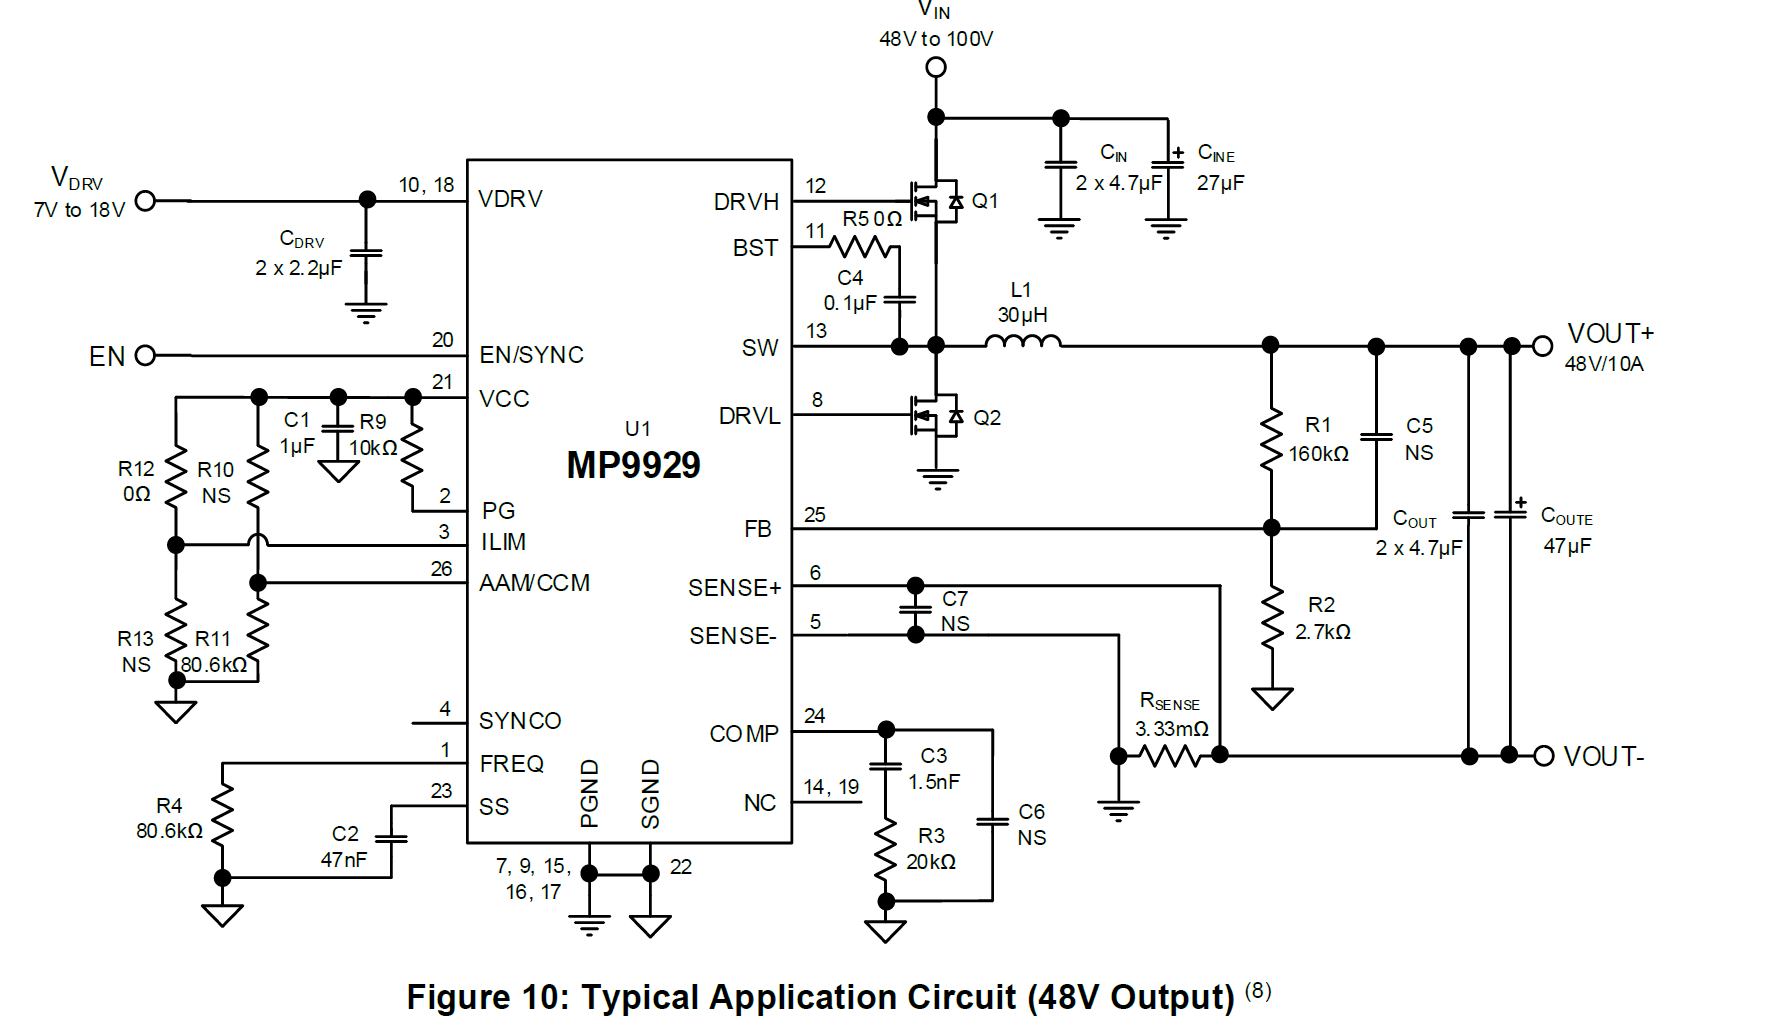 VIN
48V to 100V
VDRV
7V to 18V
10, 18
VDRV
CDRV
2 x 2.2µF
EN
20
EN/SYNC
21
VCC
C1
1µF
R9
10kΩ
R12
0Ω
R10
NS
2
PG
3
ILIM
26
AAM/CCM
R13
NS
R11
80.6kΩ
4
SYNCO
1
FREQ
R4
80.6kΩ
23
SS
C2
47nF
U1
MP9929
PGND
SGND
7, 9, 15,
16, 17
22
DRVH
12
Q1
CIN
2 x 4.7µF
+
CINE
27µF
R5 0Ω
BST
11
C4
0.1µF
SW
13
L1
30µH
VOUT+
48V/10A
DRVL
8
Q2
R1
160kΩ
C5
NS
FB
25
COUT
2 x 4.7µF
+
COUTE
47µF
SENSE+
6
C7
NS
SENSE-
5
R2
2.7kΩ
RSENSE
3.33mΩ
VOUT-
COMP
24
C3
1.5nF
R3
20kΩ
C6
NS
NC
14, 19
Figure 10: Typical Application Circuit (48V Output) (8)